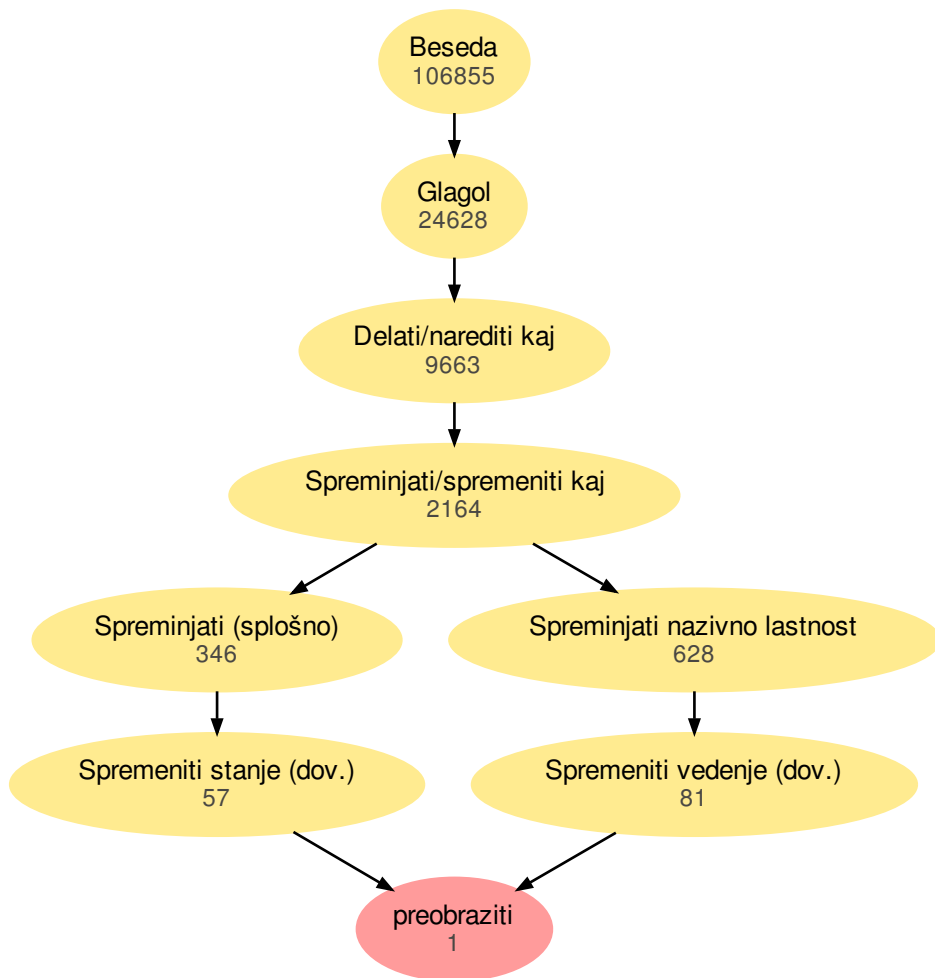 Beseda
106855
Glagol
24628
Delati/narediti kaj
9663
Spreminjati/spremeniti kaj
2164
Spreminjati (splošno)
346
Spreminjati nazivno lastnost
628
Spremeniti stanje (dov.)
57
Spremeniti vedenje (dov.)
81
preobraziti
1